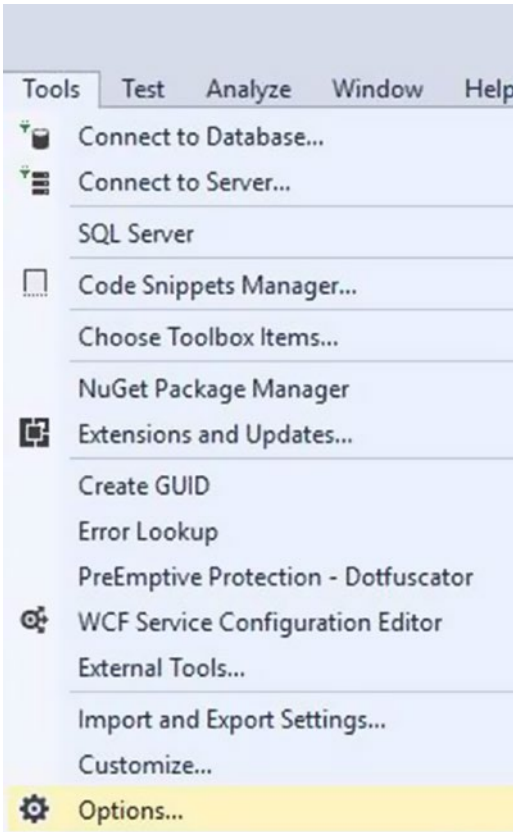 Tools Test Analyze Window Help
Connect to Database...
Connect to Server...
SQL Server
Code Snippets Manager...
Choose Toolbox Items...
NuGet Package Manager
Extensions and Updates...
Create GUID
Error Lookup
PreEmptive Protection - Dotfuscator
WCF Service Configuration Editor
External Tools...
Import and Export Settings...
Customize...
Options...